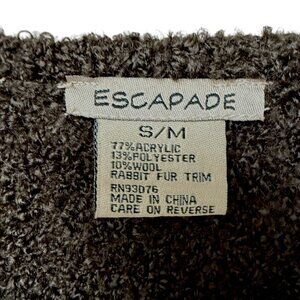 ESCAPADE
S/M
77% ACRYLIC
13% POLYESTER
10% WOOL
RABBIT FUR TRIM
RN93076
MADE IN CHINA
CARE ON REVERSE